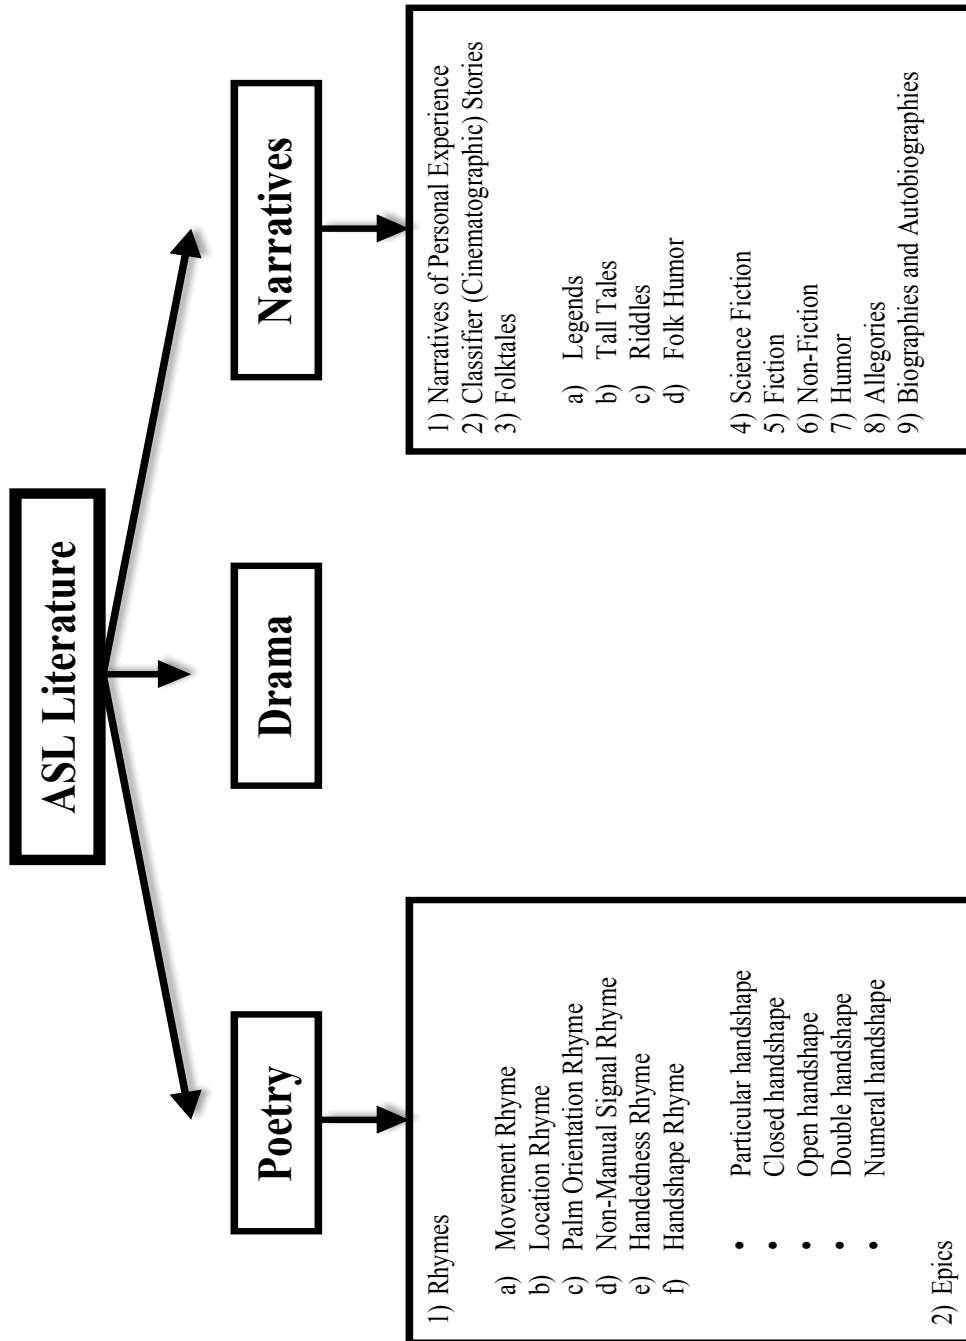 ASL Literature
Poetry
Drama
Narratives
1) Rhymes
a) Movement Rhyme
b) Location Rhyme
c) Palm Orientation Rhyme
d) Non-Manual Signal Rhyme
e) Handedness Rhyme
f) Handshape Rhyme
• Particular handshape
• Closed handshape
• Open handshape
• Double handshape
• Numeral handshape
2) Epics
1) Narratives of Personal Experience
2) Classifier (Cinematographic) Stories
3) Folktales
a) Legends
b) Tall Tales
c) Riddles
d) Folk Humor
4) Science Fiction
5) Fiction
6) Non-Fiction
7) Humor
8) Allegories
9) Biographies and Autobiographies